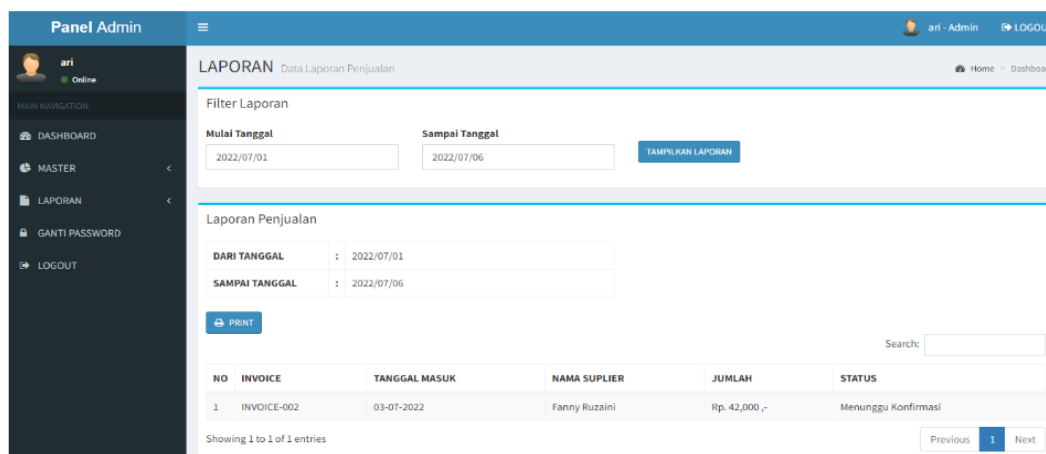 Panel Admin
ari - Admin
LOGOU
ari
Online
MAIN NAVIGATION
DASHBOARD
MASTER
LAPORAN
GANTI PASSWORD
LOGOUT
LAPORAN Data Laporan Penjualan
Home > Dashboa
Filter Laporan
Mulai Tanggal Sampai Tanggal
2022/07/01 2022/07/06 TAMPILKAN LAPORAN
Laporan Penjualan
DARI TANGGAL : 2022/07/01
SAMPAI TANGGAL : 2022/07/06
PRINT
Search:
NO INVOICE TANGGAL MASUK NAMA SUPLIER JUMLAH STATUS
1 INVOICE-002 03-07-2022 Fanny Ruzaini Rp. 42,000 ,- Menunggu Konfirmasi
Showing 1 to 1 of 1 entries
Previous 1 Next